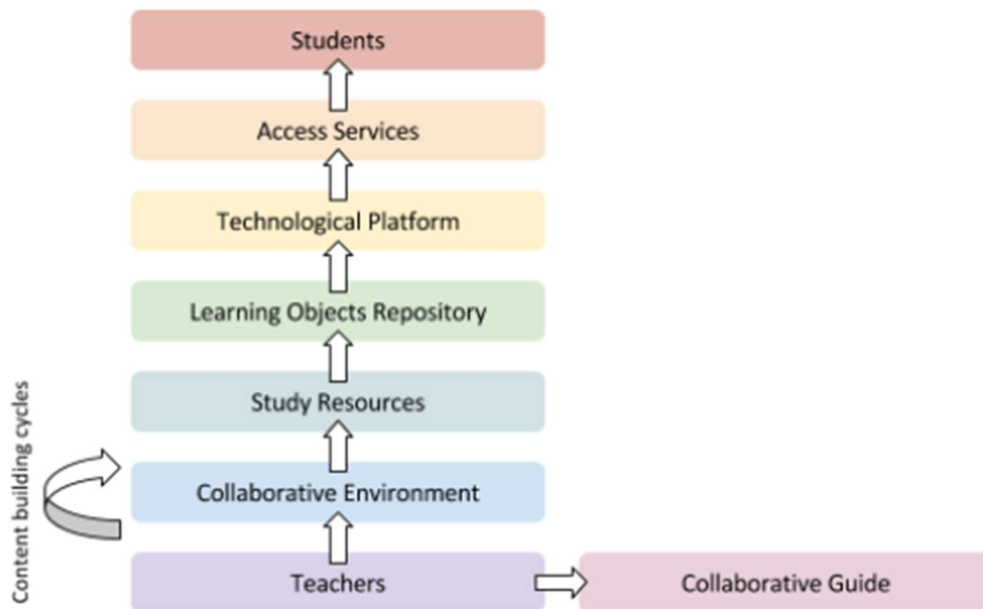 Students
Access Services
Technological Platform
Learning Objects Repository
Study Resources
Content building cycles
Collaborative Environment
Teachers
Collaborative Guide